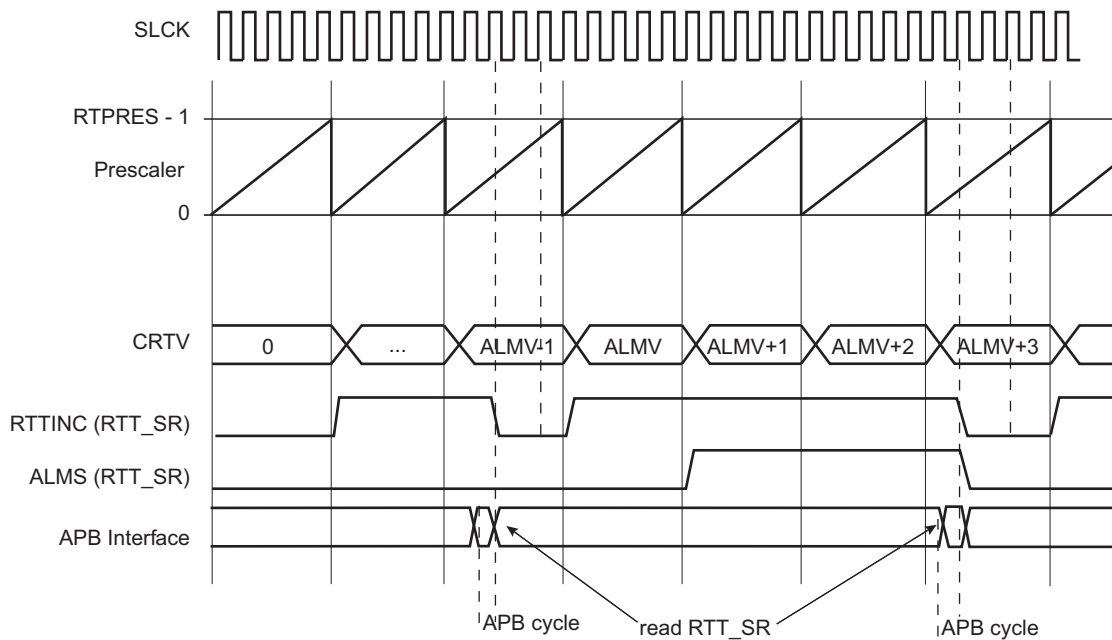 SLCK
RTPRES - 1
Prescaler
0
CRTV 0 ... ALMV-1 ALMV ALMV+1 ALMV+2 ALMV+3
RTTINC (RTT_SR)
ALMS (RTT_SR)
APB Interface
APB cycle read RTT_SR APB cycle